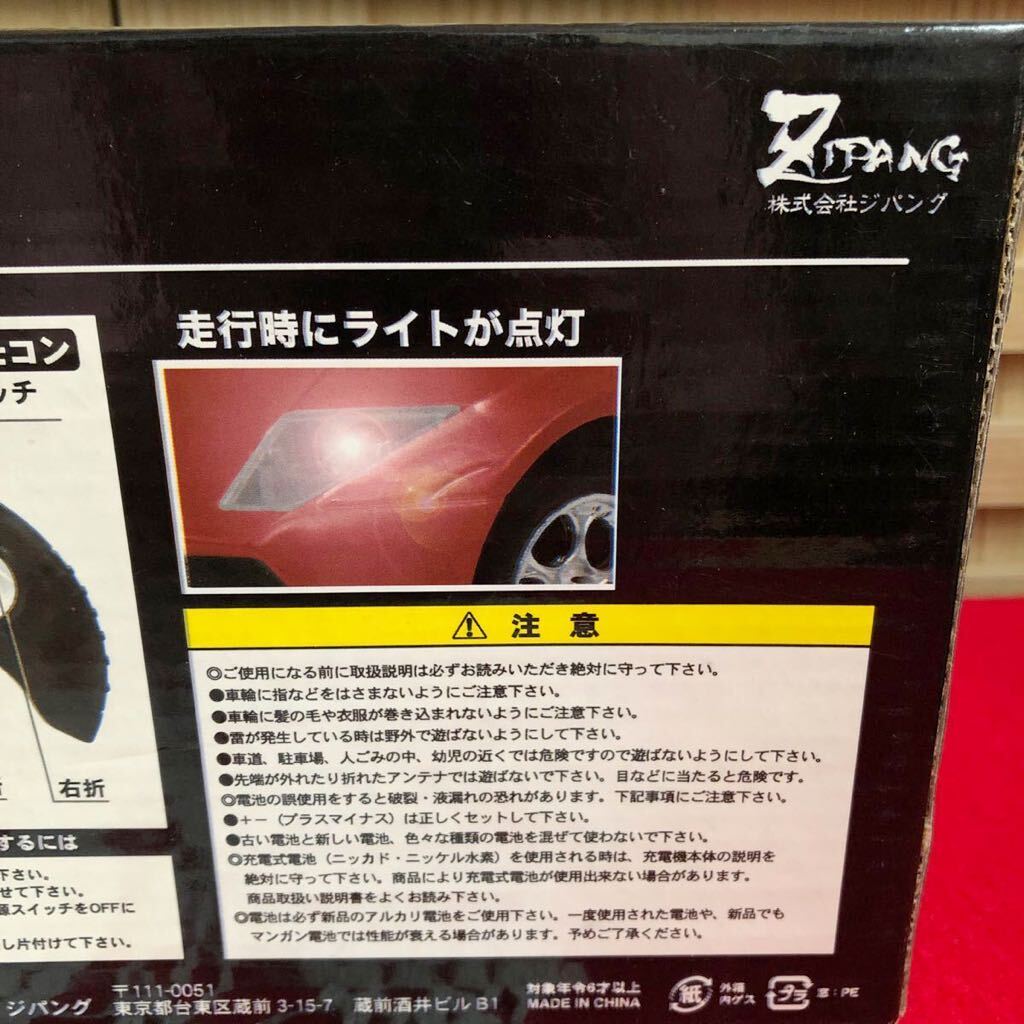 ZIPANG
株式会社ジパング
走行時にライトが点灯
モコン
ッチ
右折
するには
下さい。
せて下さい。
源スイッチをOFFに
し片付けて下さい。
⚠ 注 意
◎ご使用になる前に取扱説明は必ずお読みいただき絶対に守って下さい。
●車輪に指などをはさまないようにご注意下さい。
●車輪に髪の毛や衣服が巻き込まれないようにご注意下さい。
●雷が発生している時は野外で遊ばないようにして下さい。
●車道、駐車場、人ごみの中、幼児の近くでは危険ですので遊ばないようにして下さい。
●先端が外れたり折れたアンテナでは遊ばないで下さい。目などに当たると危険です。
◎電池の誤使用をすると破裂・液漏れの恐れがあります。下記事項にご注意下さい。
●+−(プラスマイナス)は正しくセットして下さい。
●古い電池と新しい電池、色々な種類の電池を混ぜて使わないで下さい。
◎充電式電池(ニッカド・ニッケル水素)を使用される時は、充電機本体の説明を
絶対に守って下さい。商品により充電式電池が使用出来ない場合があります。
商品取扱い説明書をよくお読み下さい。
◎電池は必ず新品のアルカリ電池をご使用下さい。一度使用された電池や、新品でも
マンガン電池では性能が衰える場合があります。予めご了承ください。
ジパング
〒111-0051
東京都台東区蔵前 3-15-7 蔵前酒井ビル B1
対象年令6才以上
MADE IN CHINA
紙
外箱
内ゲス
プラ
窓:PE